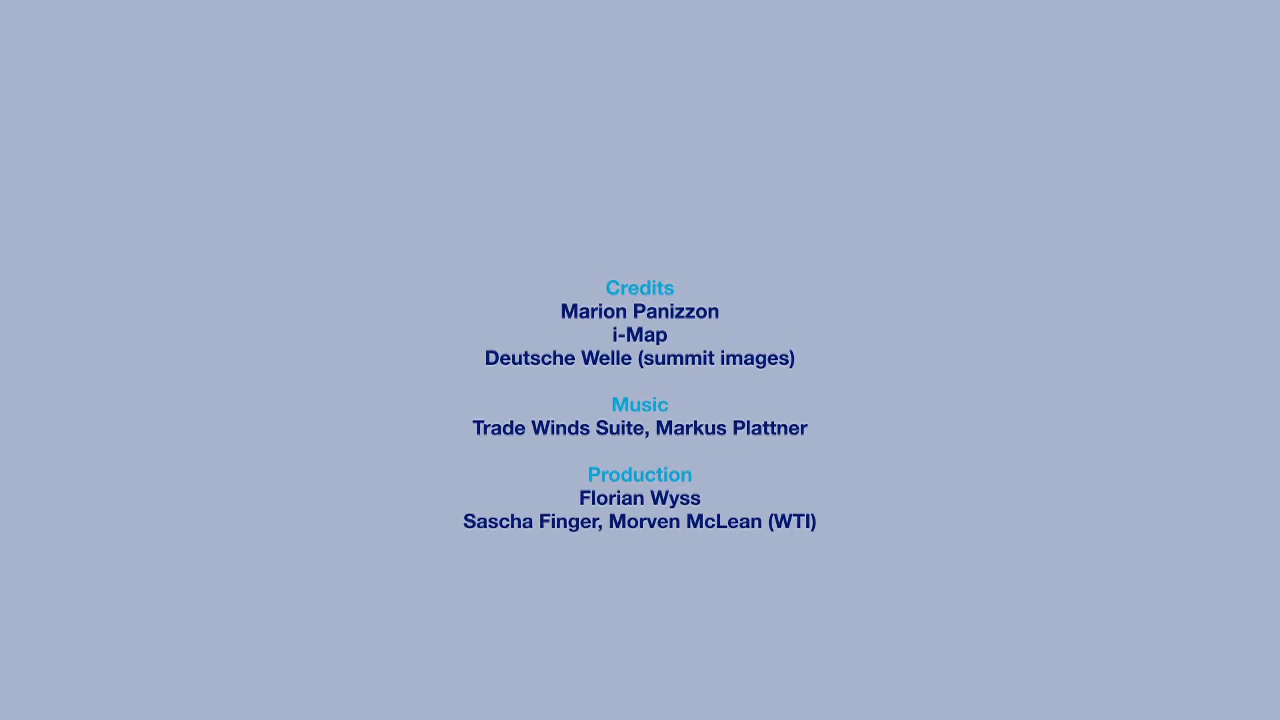 Credits
Marion Panizzon
i-Map
Deutsche Welle (summit images)
Music
Trade Winds Suite, Markus Plattner
Production
Florian Wyss
Sascha Finger, Morven McLean (WTI)